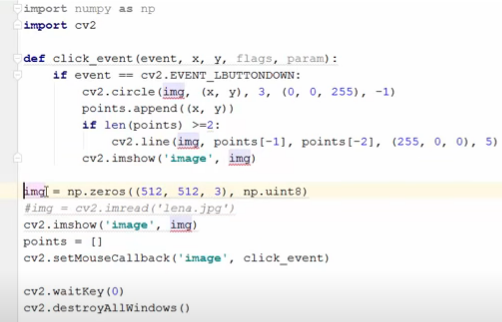 import numpy as np
import cv2

def click_event(event, x, y, flags, param):
    if event == cv2.EVENT_LBUTTONDOWN:
        cv2.circle(img, (x, y), 3, (0, 0, 255), -1)
        points.append((x, y))
        if len(points) >=2:
            cv2.line(img, points[-1], points[-2], (255, 0, 0), 5)
        cv2.imshow('image', img)

img = np.zeros((512, 512, 3), np.uint8)
#img = cv2.imread('lena.jpg')
cv2.imshow('image', img)
points = []
cv2.setMouseCallback('image', click_event)

cv2.waitKey(0)
cv2.destroyAllWindows()